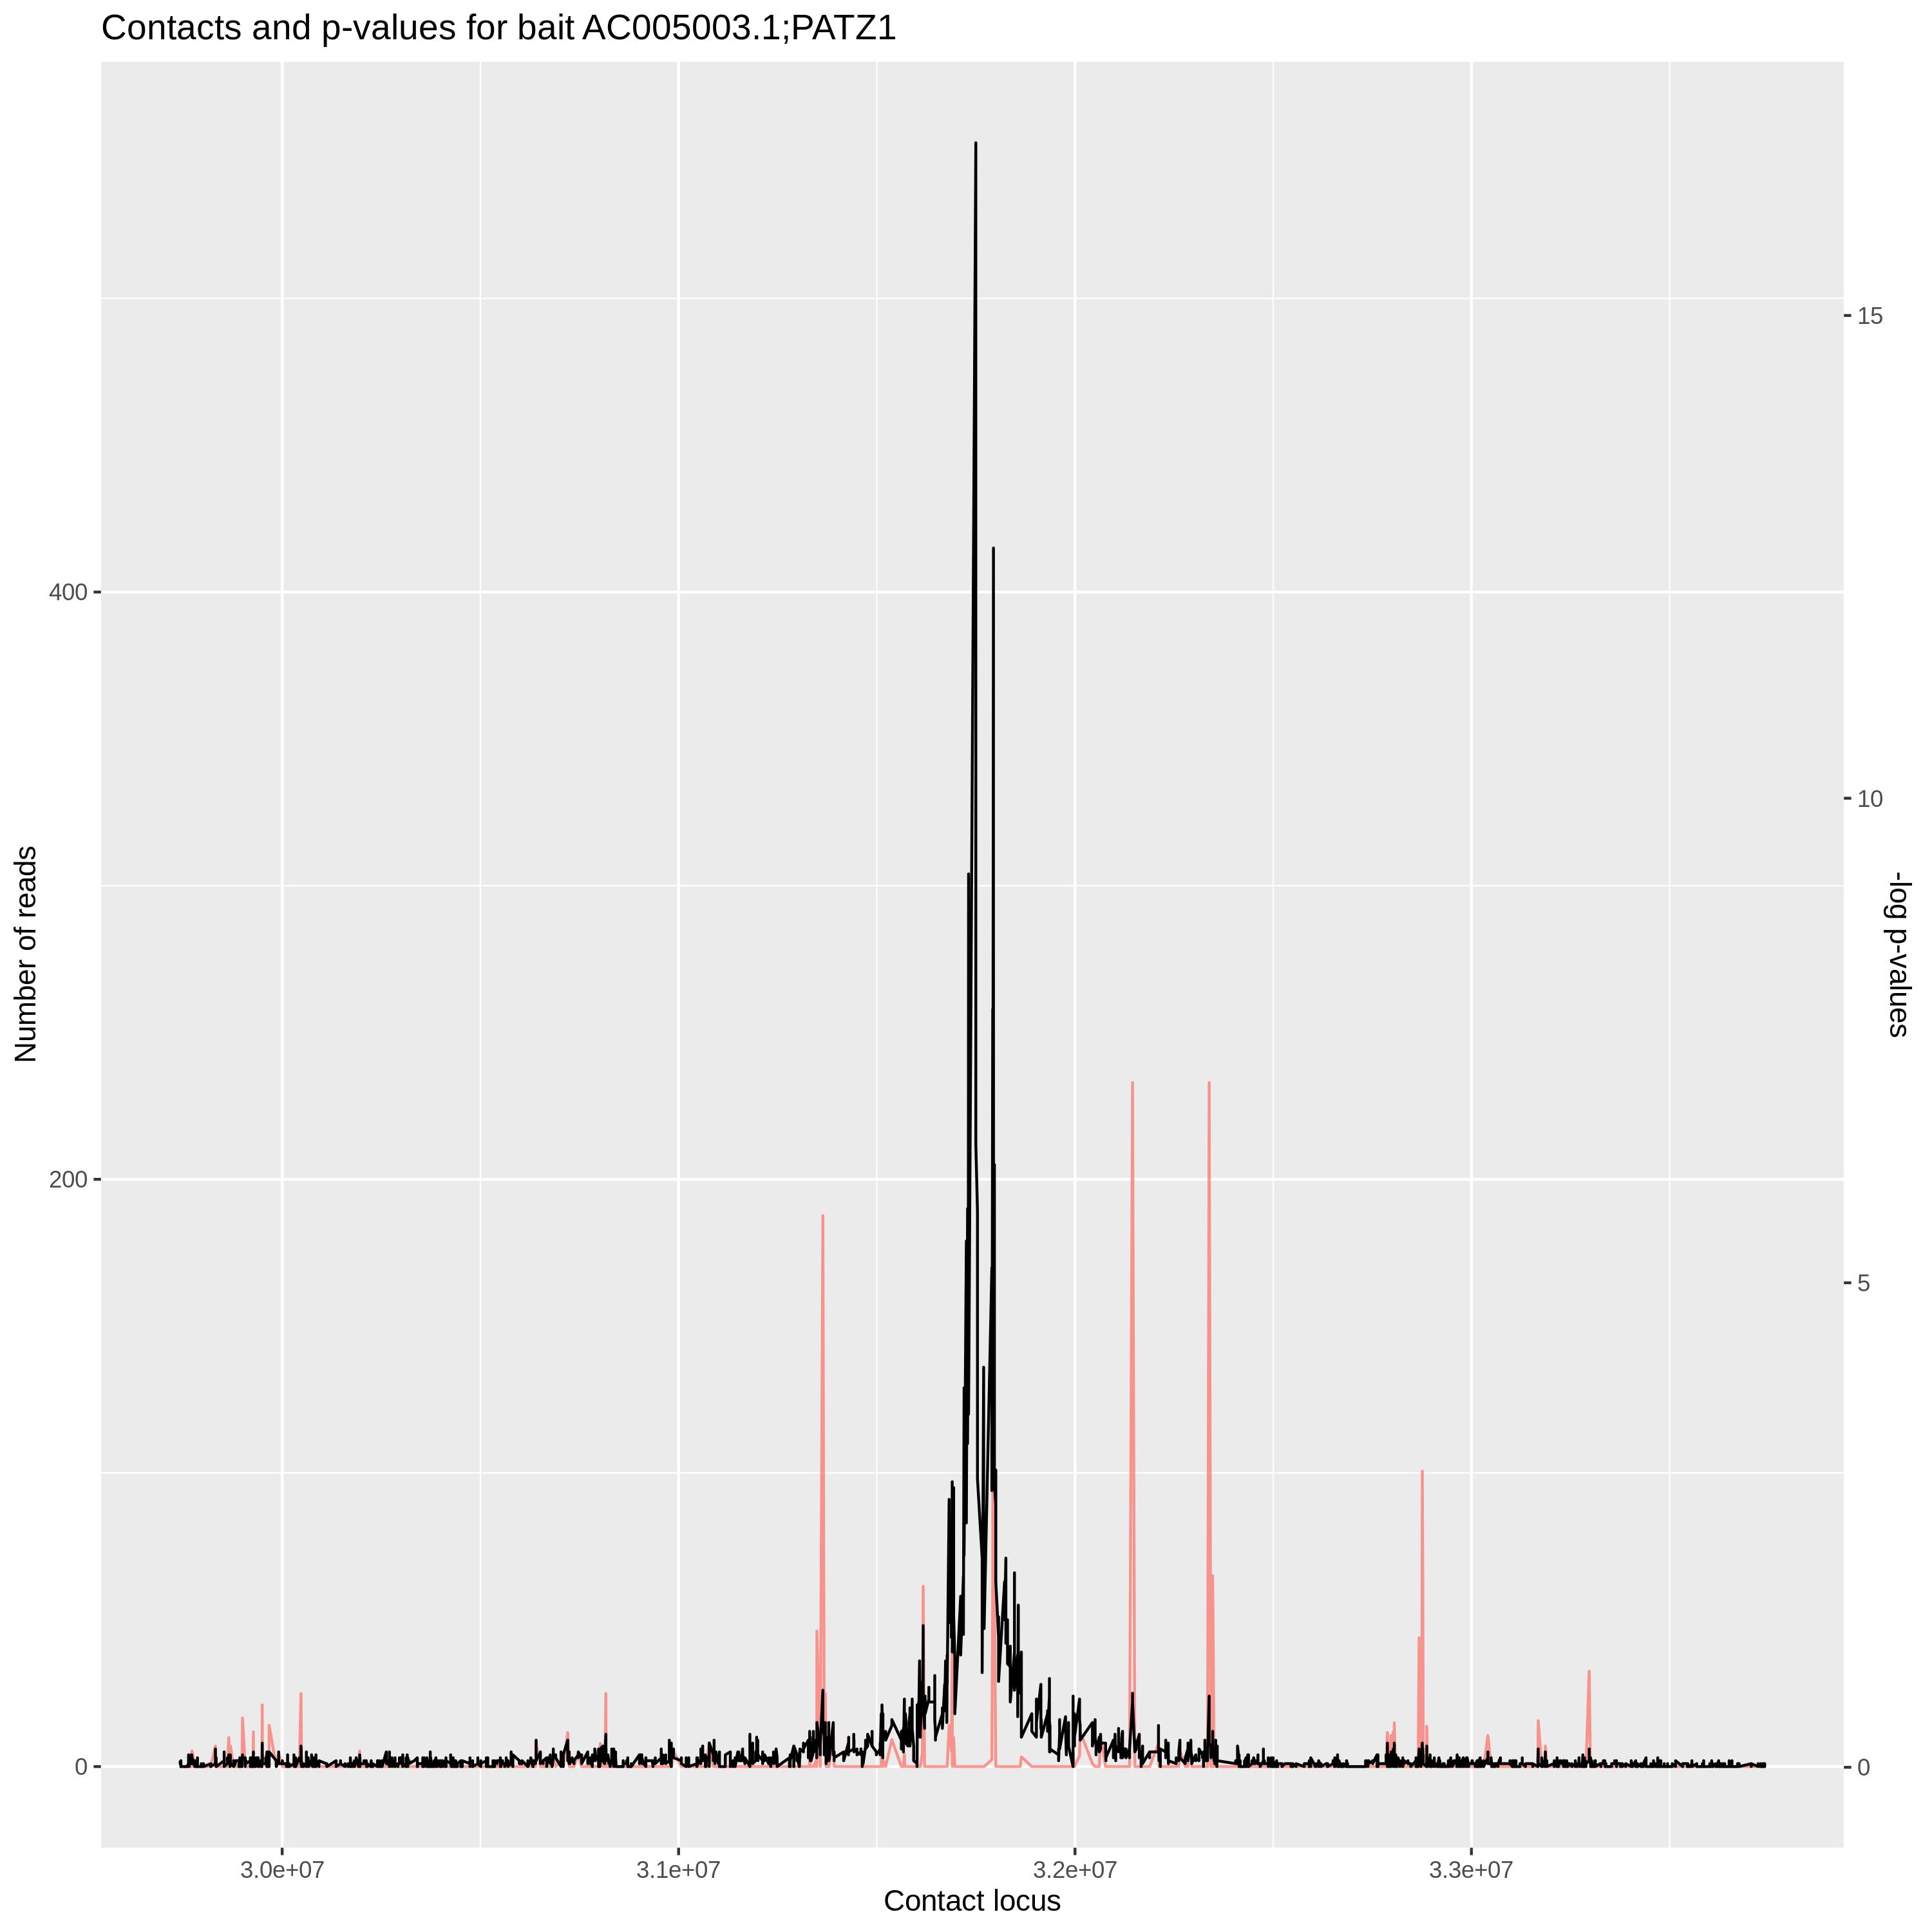 Contacts and p-values for bait AC005003.1;PATZ1
Number of reads
400
200
0
15
10
5
0
-log p-values
3.0e+07
3.1e+07
3.2e+07
3.3e+07
Contact locus